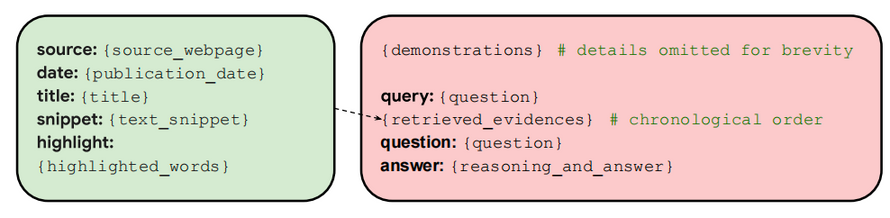 source: {source_webpage}
date: {publication_date}
title: {title}
snippet: {text_snippet}
highlight:
{highlighted_words}
{demonstrations} # details omitted for brevity
query: {question}
{retrieved_evidences} # chronological order
question: {question}
answer: {reasoning_and_answer}